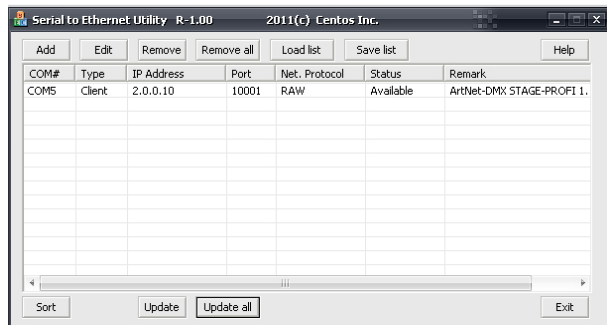 Serial to Ethernet Utility R-1.00 2011(c) Centos Inc.
Add Edit Remove Remove all Load list Save list Help
COM# Type IP Address Port Net. Protocol Status Remark
COM5 Client 2.0.0.10 10001 RAW Available ArtNet-DMX STAGE-PROFI 1.
Sort Update Update all Exit